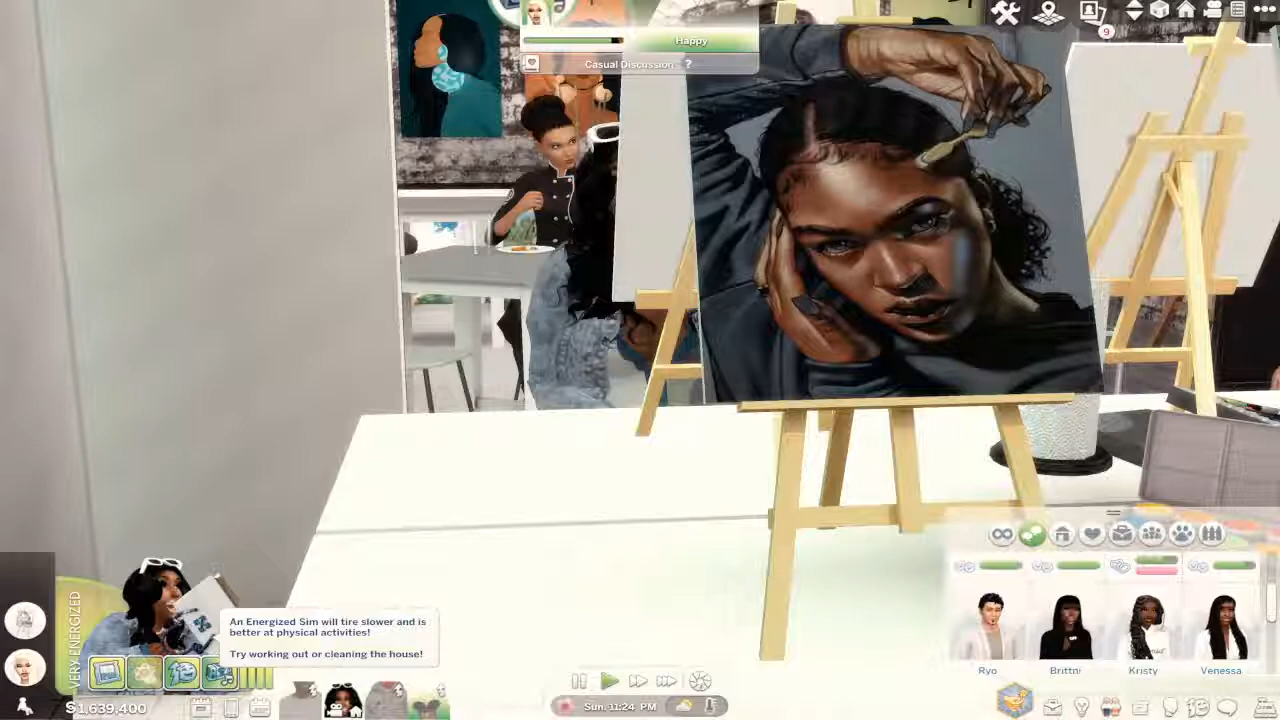 Happy
Casual Discussion ?
9
VERY ENERGIZED
An Energized Sim will tire slower and is
better at physical activities!
Try working out or cleaning the house!
$1,639,400
Sun. 11:24 PM
Ryo
Brittni
Kristy
Venessa